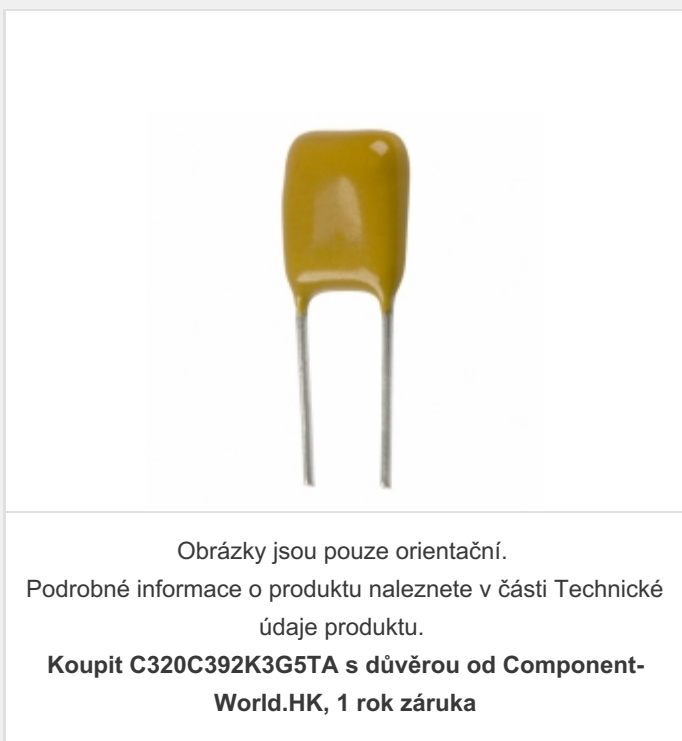 Obrázky jsou pouze orientační.
Podrobné informace o produktu naleznete v části Technické
údaje produktu.
Koupit C320C392K3G5TA s důvěrou od Component-
World.HK, 1 rok záruka